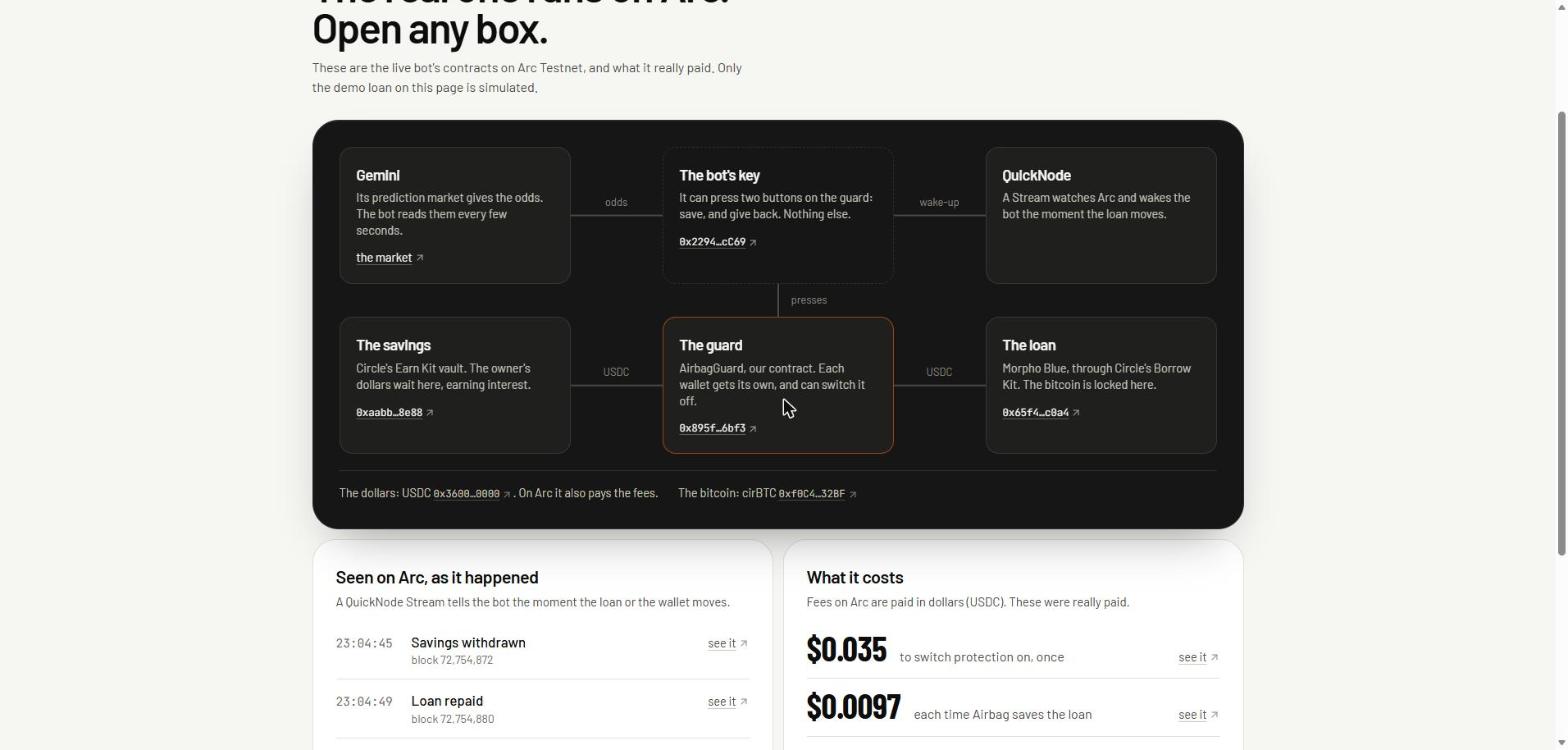 The real one runs on Arc.
Open any box.
These are the live bot's contracts on Arc Testnet, and what it really paid. Only
the demo loan on this page is simulated.
Gemini
Its prediction market gives the odds.
The bot reads them every few
seconds.
the market ↗
odds
The bot's key
It can press two buttons on the guard:
save, and give back. Nothing else.
0x2294…cC69 ↗
wake-up
QuickNode
A Stream watches Arc and wakes the
bot the moment the loan moves.
presses
The savings
Circle's Earn Kit vault. The owner's
dollars wait here, earning interest.
0xaabb…8e88 ↗
USDC
The guard
AirbagGuard, our contract. Each
wallet gets its own, and can switch it
off.
0x895f…6bf3 ↗
USDC
The loan
Morpho Blue, through Circle's Borrow
Kit. The bitcoin is locked here.
0x65f4…c0a4 ↗
The dollars: USDC 0x3600…0000 ↗ . On Arc it also pays the fees.
The bitcoin: cirBTC 0xf0C4…32BF ↗
Seen on Arc, as it happened
A QuickNode Stream tells the bot the moment the loan or the wallet moves.
23:04:45 Savings withdrawn see it ↗
block 72,754,872
23:04:49 Loan repaid see it ↗
block 72,754,880
What it costs
Fees on Arc are paid in dollars (USDC). These were really paid.
$0.035 to switch protection on, once see it ↗
$0.0097 each time Airbag saves the loan see it ↗